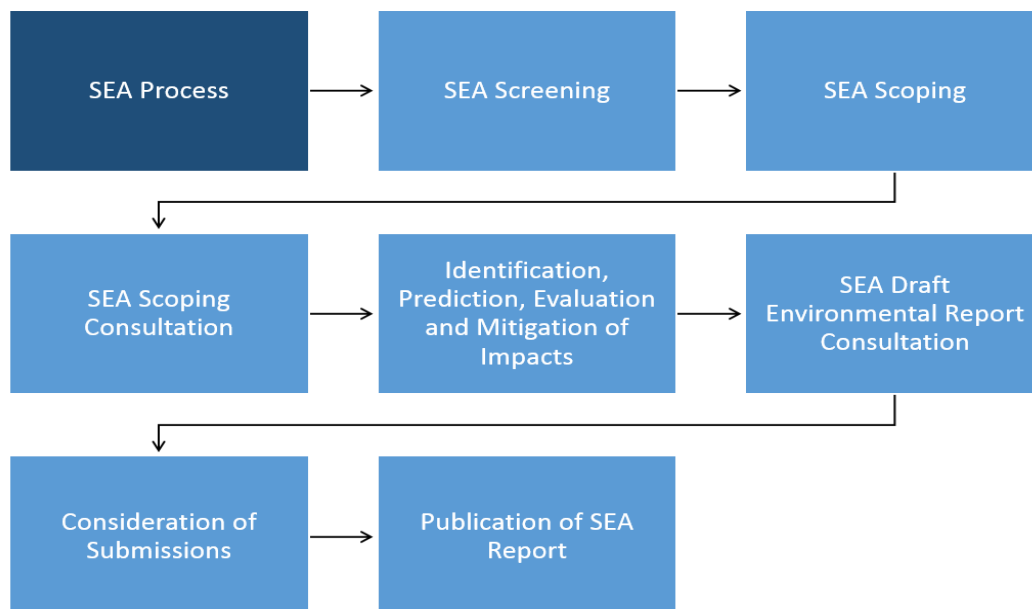 SEA Process
SEA Screening
SEA Scoping
SEA Scoping
Consultation
Identification,
Prediction, Evaluation
and Mitigation of
Impacts
SEA Draft
Environmental Report
Consultation
Consideration of
Submissions
Publication of SEA
Report